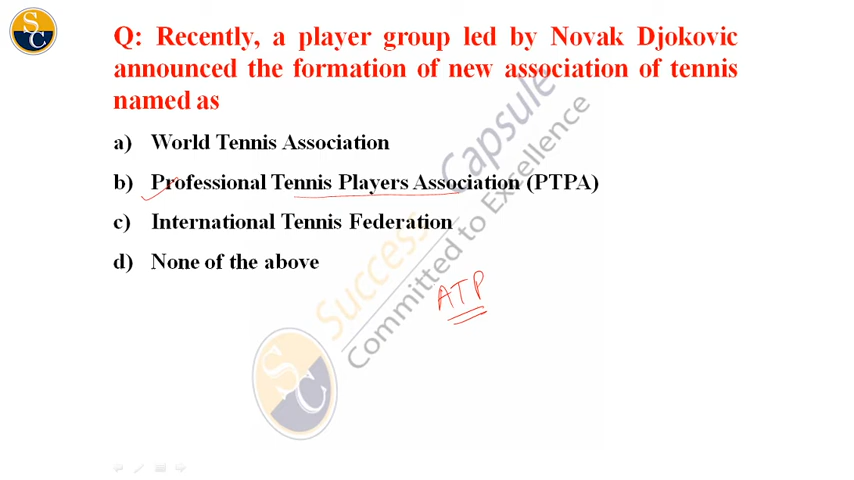 SC
Q: Recently, a player group led by Novak Djokovic
announced the formation of new association of tennis
named as
a) World Tennis Association
b) Professional Tennis Players Association (PTPA)
c) International Tennis Federation
d) None of the above
ATP
Success Capsule
Committed to Excellence
SC